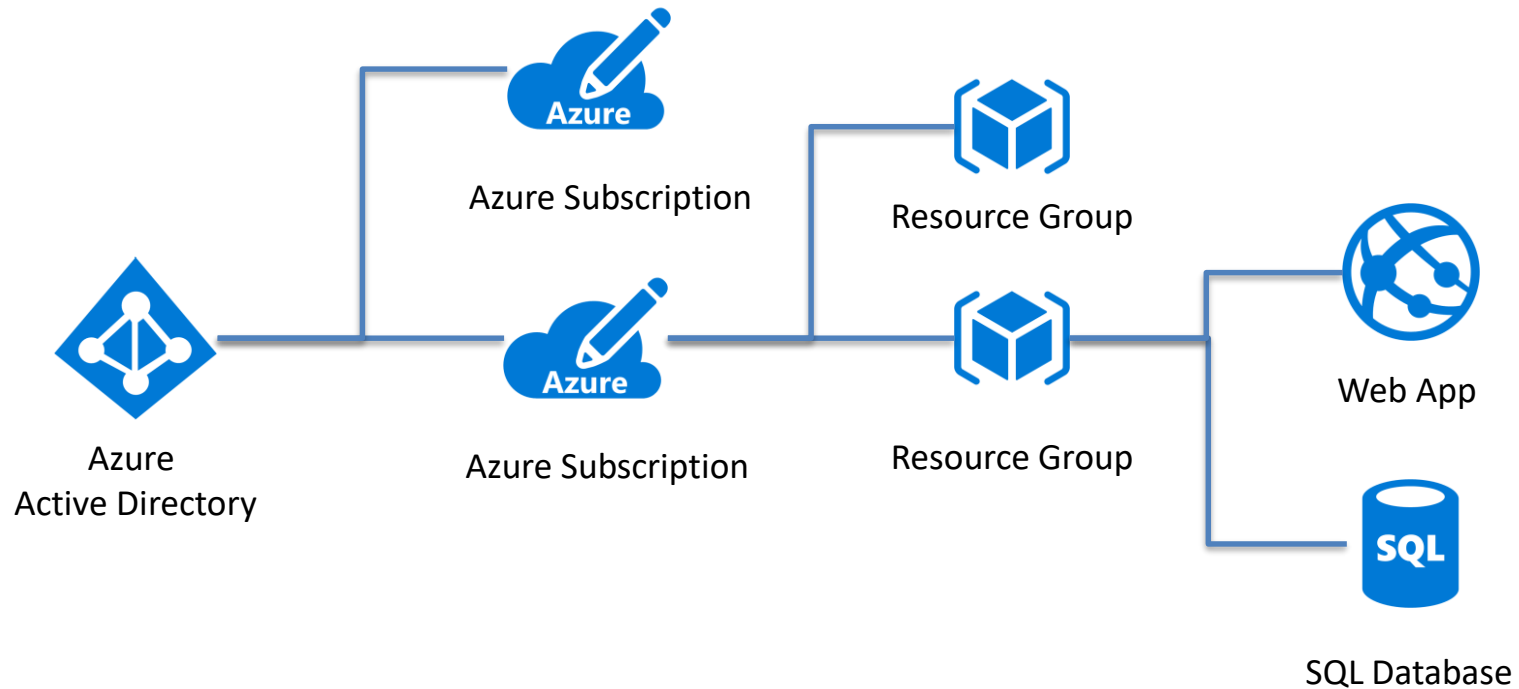 Azure
Azure Subscription
Resource Group
Azure
Azure Subscription
Resource Group
Azure
Active Directory
Web App
SQL
SQL Database